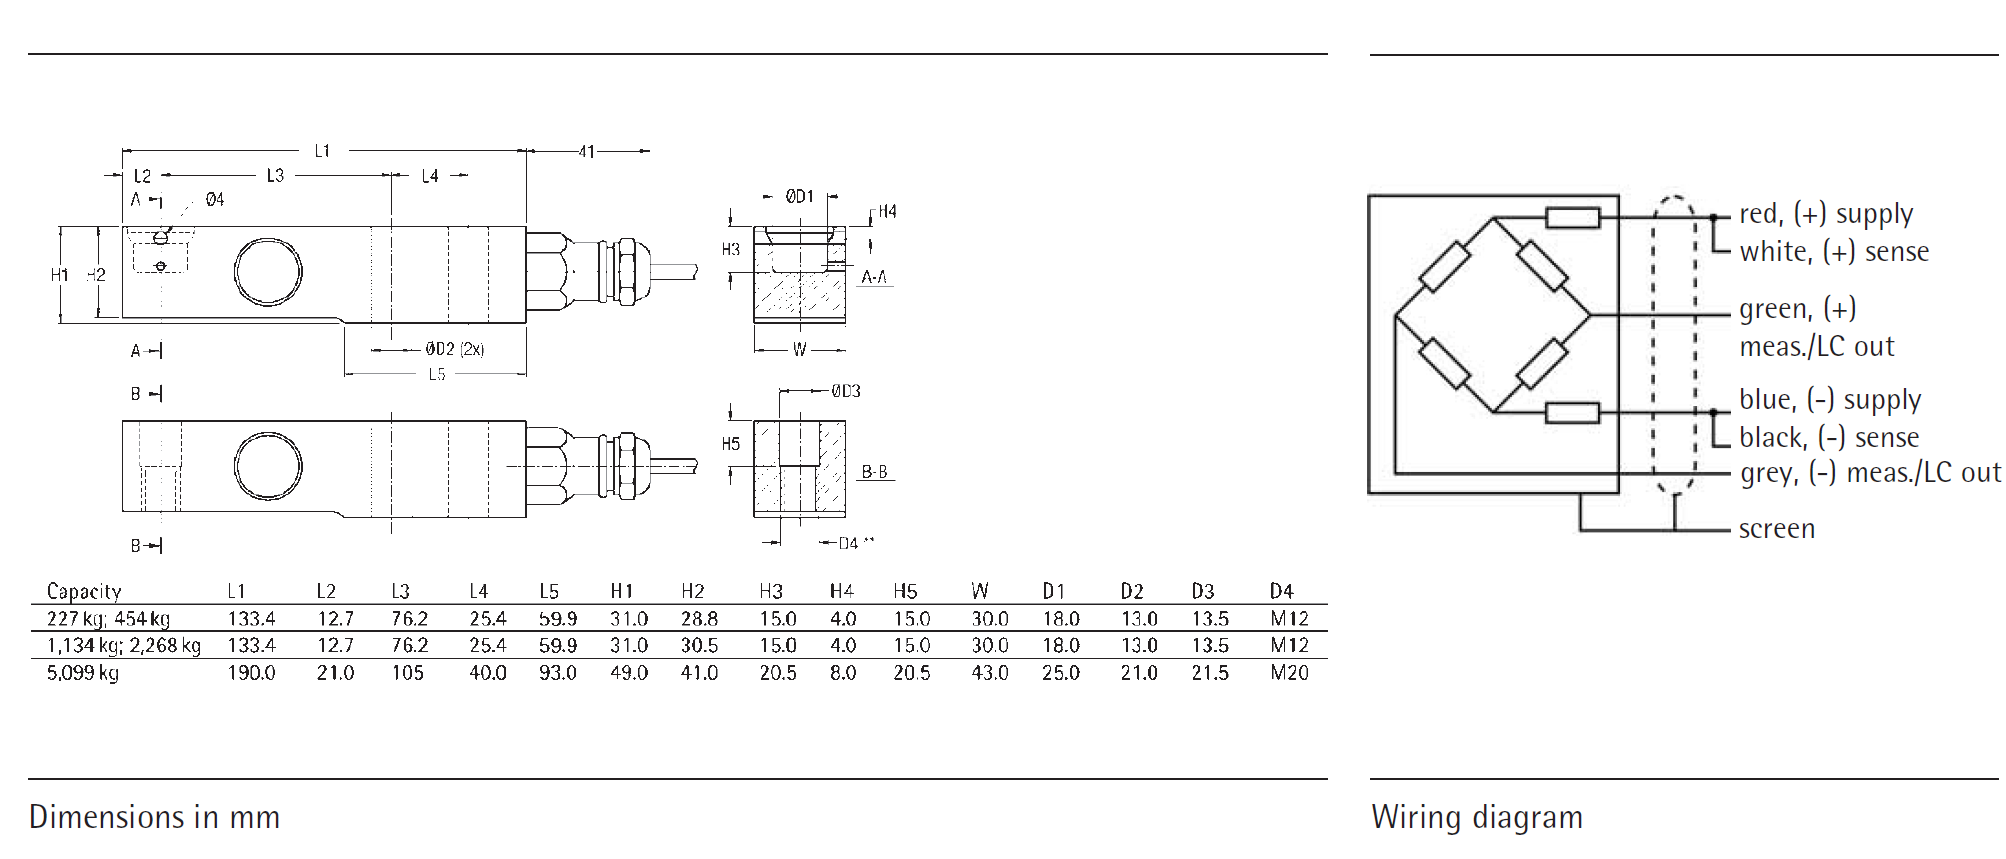 L1
41
L2
L3
L4
A
Ø4
H1
H2
A
ØD2 (2x)
L5
ØD1
H4
H3
A-A
W
B
B
ØD3
H5
B-B
D4 **
Capacity L1 L2 L3 L4 L5 H1 H2 H3 H4 H5 W D1 D2 D3 D4
227 kg; 454 kg 133.4 12.7 76.2 25.4 59.9 31.0 28.8 15.0 4.0 15.0 30.0 18.0 13.0 13.5 M12
1,134 kg; 2,268 kg 133.4 12.7 76.2 25.4 59.9 31.0 30.5 15.0 4.0 15.0 30.0 18.0 13.0 13.5 M12
5,099 kg 190.0 21.0 105 40.0 93.0 49.0 41.0 20.5 8.0 20.5 43.0 25.0 21.0 21.5 M20
Dimensions in mm
red, (+) supply
white, (+) sense
green, (+)
meas./LC out
blue, (-) supply
black, (-) sense
grey, (-) meas./LC out
screen
Wiring diagram